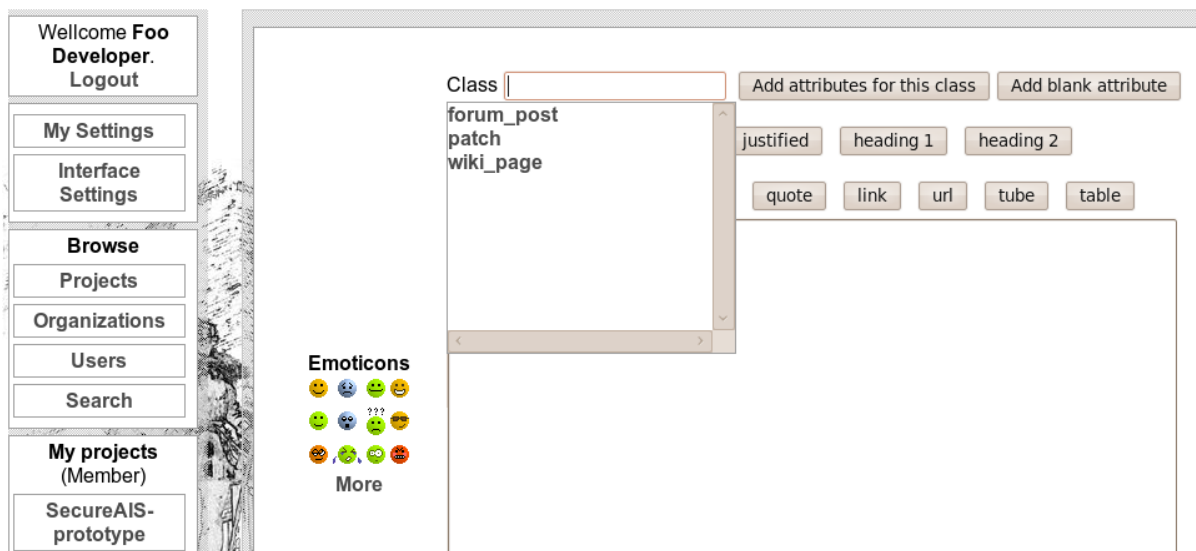 Wellcome Foo
Developer.
Logout
My Settings
Interface
Settings
Browse
Projects
Organizations
Users
Search
My projects
(Member)
SecureAIS-
prototype
Class Add attributes for this class Add blank attribute
forum_post
patch
wiki_page
justified heading 1 heading 2
quote link url tube table
Emoticons
???
More